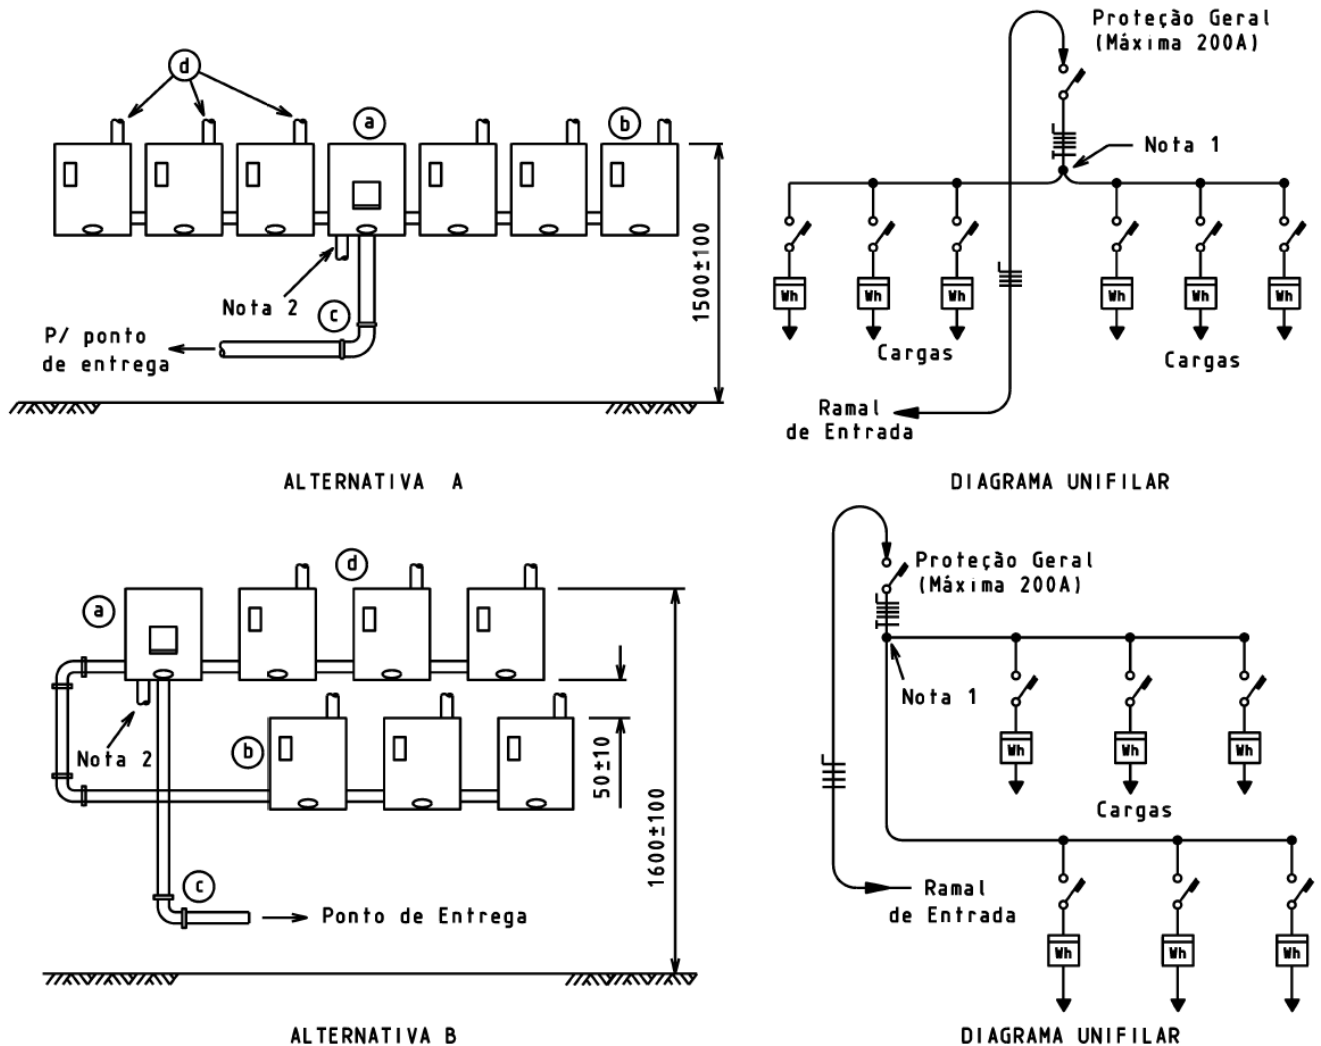 d
a
b
Nota 2
c
P/ ponto
de entrega
1500±100
ALTERNATIVA A
Proteção Geral
(Máxima 200A)
Nota 1
Wh
Wh
Wh
Wh
Wh
Wh
Cargas
Cargas
Ramal
de Entrada
DIAGRAMA UNIFILAR
d
a
Nota 2
b
50±10
1600±100
c
Ponto de Entrega
ALTERNATIVA B
Proteção Geral
(Máxima 200A)
Nota 1
Wh
Wh
Wh
Cargas
Ramal
de Entrada
Wh
Wh
Wh
DIAGRAMA UNIFILAR